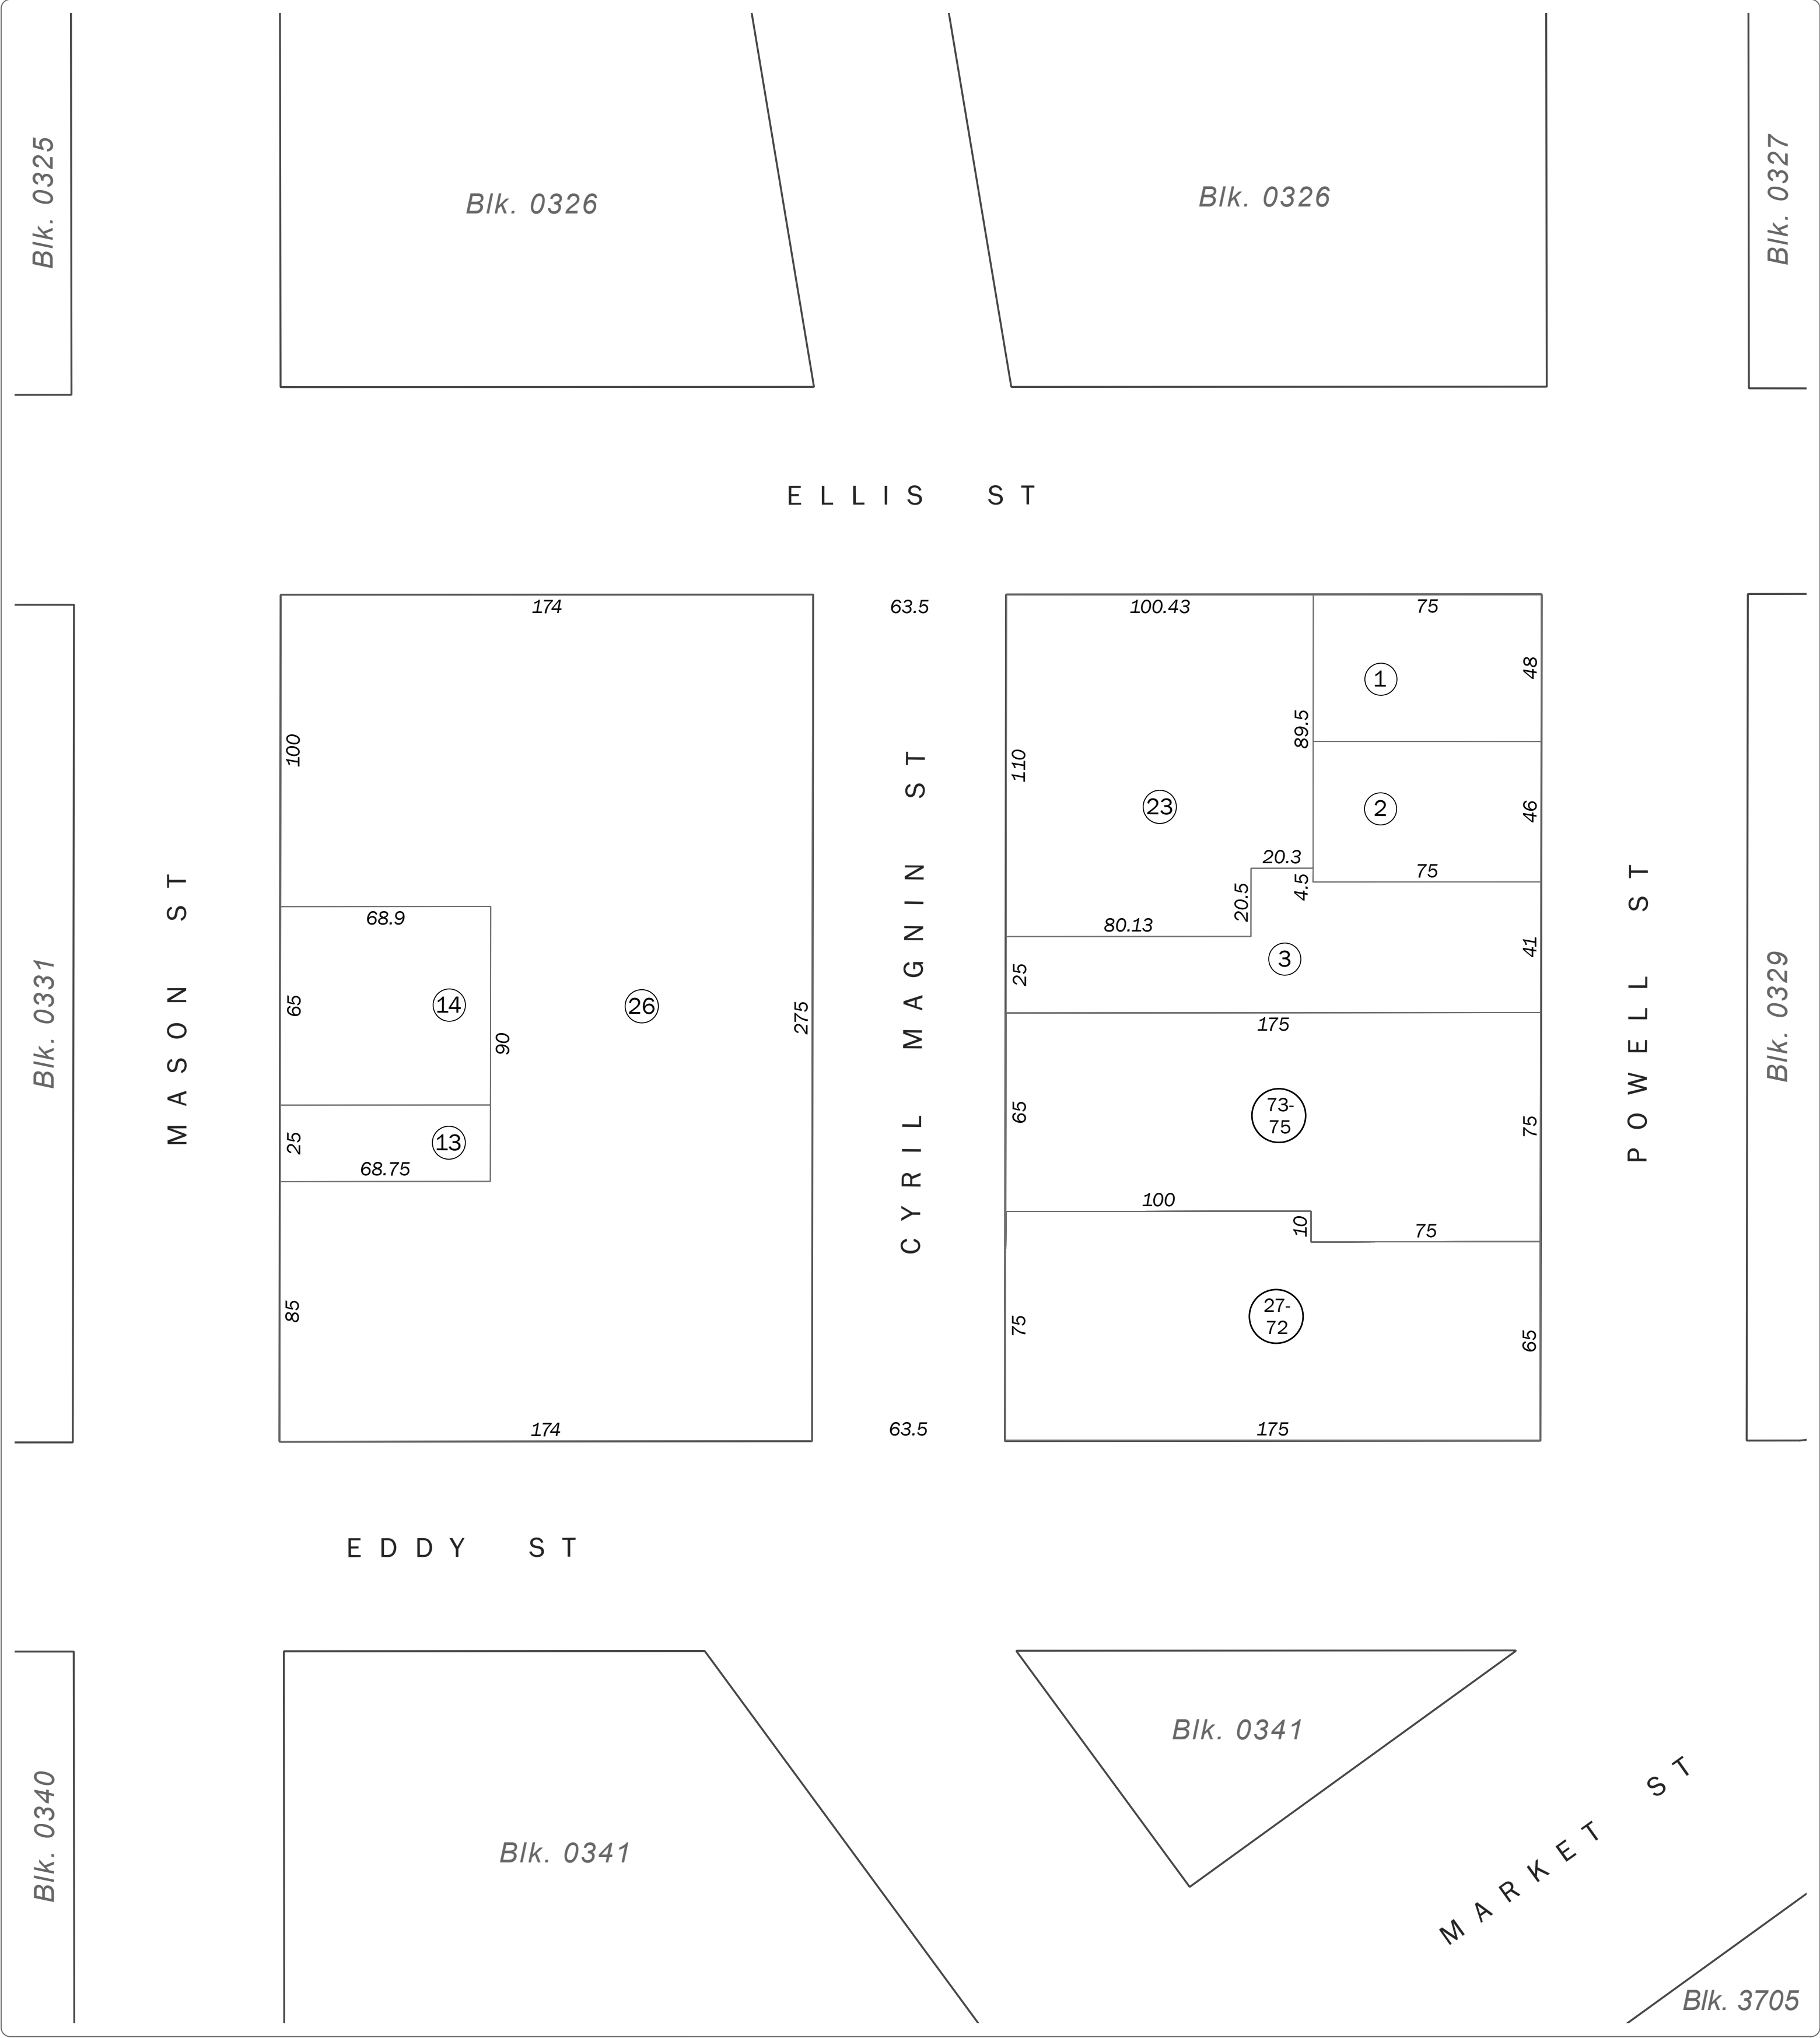 Blk. 0325
Blk. 0326
Blk. 0326
Blk. 0327
ELLIS ST
174
63.5
100.43
75
48
1
89.5
100
110
46
23
2
20.3
75
4.5
20.5
68.9
80.13
41
3
25
MASON ST
CYRIL MAGNIN ST
POWELL ST
Blk. 0331
Blk. 0329
65
14
26
275
90
175
25
13
68.75
65
73-
75
75
100
10
75
85
27-
72
75
65
174
63.5
175
EDDY ST
Blk. 0341
Blk. 0340
Blk. 0341
MARKET ST
Blk. 3705